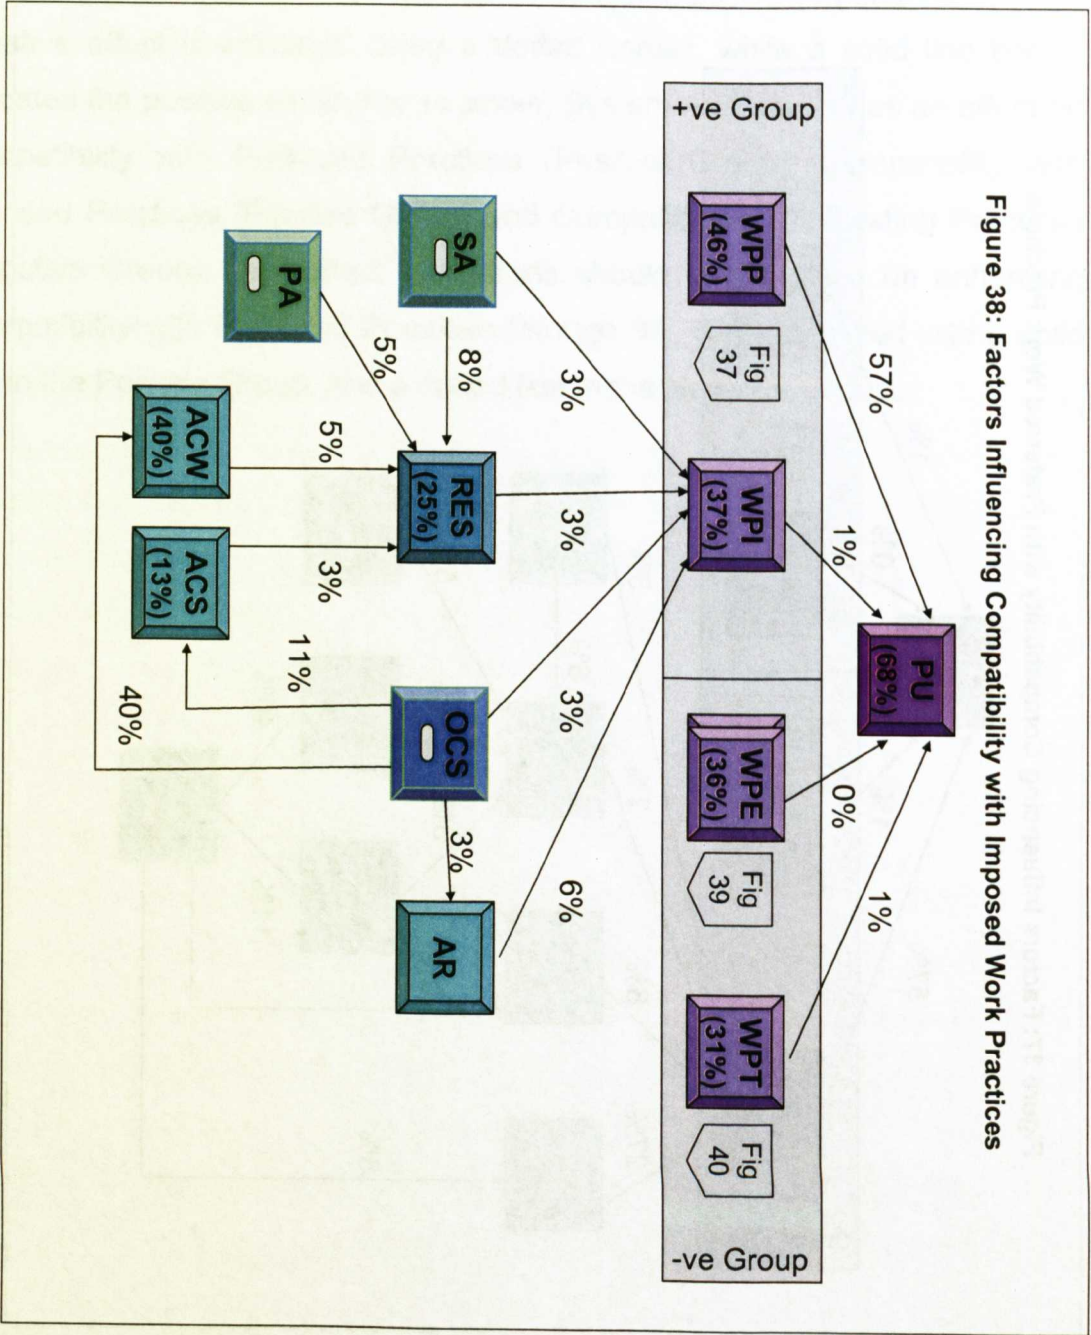 Figure 38: Factors Influencing Compatibility with Imposed Work Practices
PU
(68%)
57%
1%
0%
1%
+ve Group
WPP
(46%)
Fig
37
WPI
(37%)
WPE
(36%)
Fig
39
WPT
(31%)
Fig
40
-ve Group
3%
3%
3%
6%
SA
8%
RES
(25%)
OCS
3%
AR
PA
5%
5%
3%
11%
ACW
(40%)
ACS
(13%)
40%